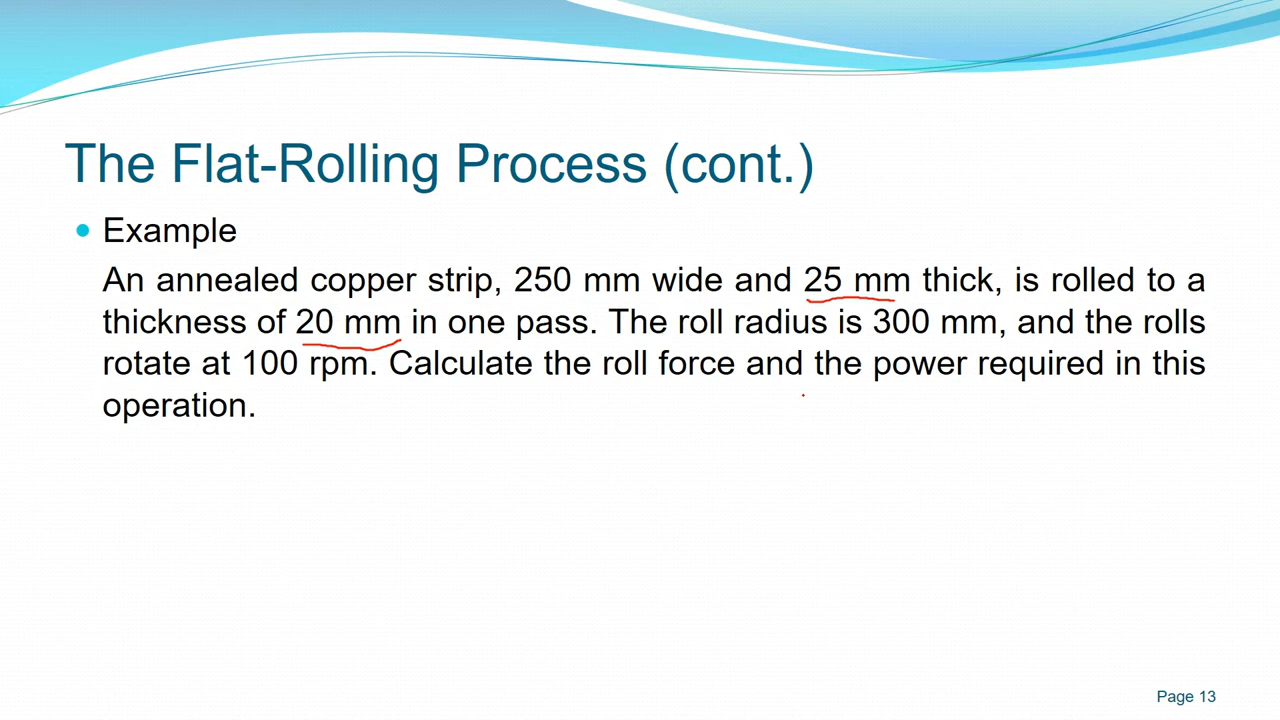 The Flat-Rolling Process (cont.)
Example
An annealed copper strip, 250 mm wide and 25 mm thick, is rolled to a
thickness of 20 mm in one pass. The roll radius is 300 mm, and the rolls
rotate at 100 rpm. Calculate the roll force and the power required in this
operation.
Page 13